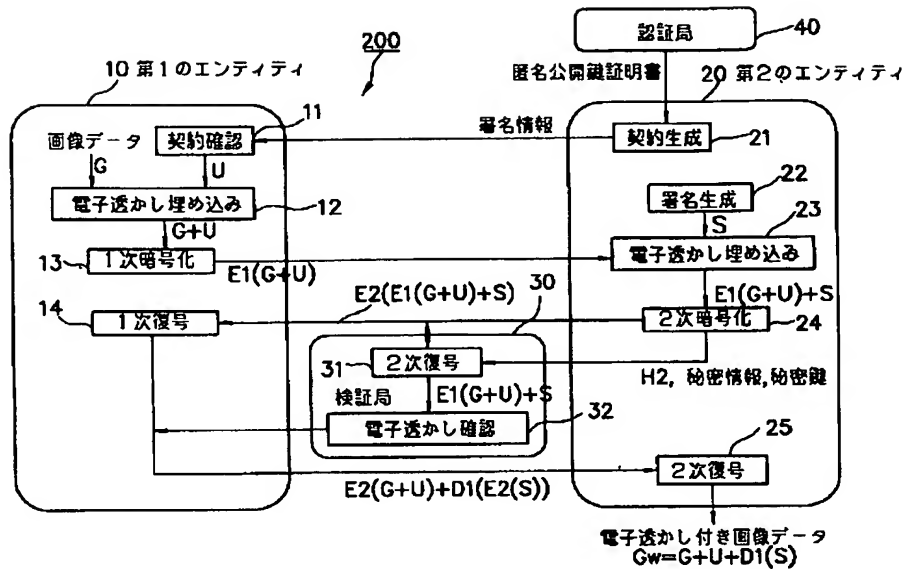 200
認証局
40
匿名公開鍵証明書
10 第1のエンティティ
20 第2のエンティティ
11
署名情報
画像データ
契約確認
契約生成
21
G
U
22
電子透かし埋め込み
12
署名生成
23
G+U
S
13
1次暗号化
E1(G+U)
電子透かし埋め込み
E2(E1(G+U)+S)
30
E1(G+U)+S
14
1次復号
2次暗号化
24
31
2次復号
H2, 秘密情報,秘密鍵
検証局
E1(G+U)+S
32
電子透かし確認
25
2次復号
E2(G+U)+D1(E2(S))
電子透かし付き画像データ
Gw=G+U+D1(S)